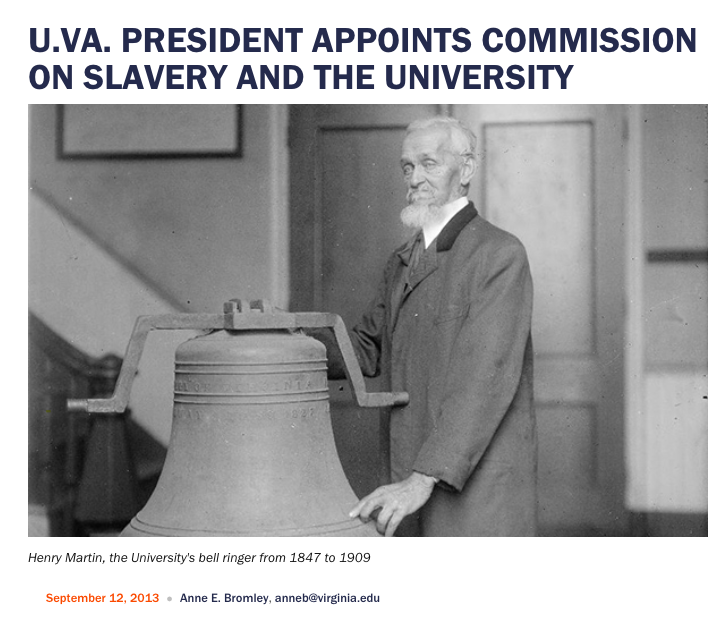 U.VA. PRESIDENT APPOINTS COMMISSION
ON SLAVERY AND THE UNIVERSITY
Henry Martin, the University's bell ringer from 1847 to 1909
September 12, 2013 • Anne E. Bromley, anneb@virginia.edu